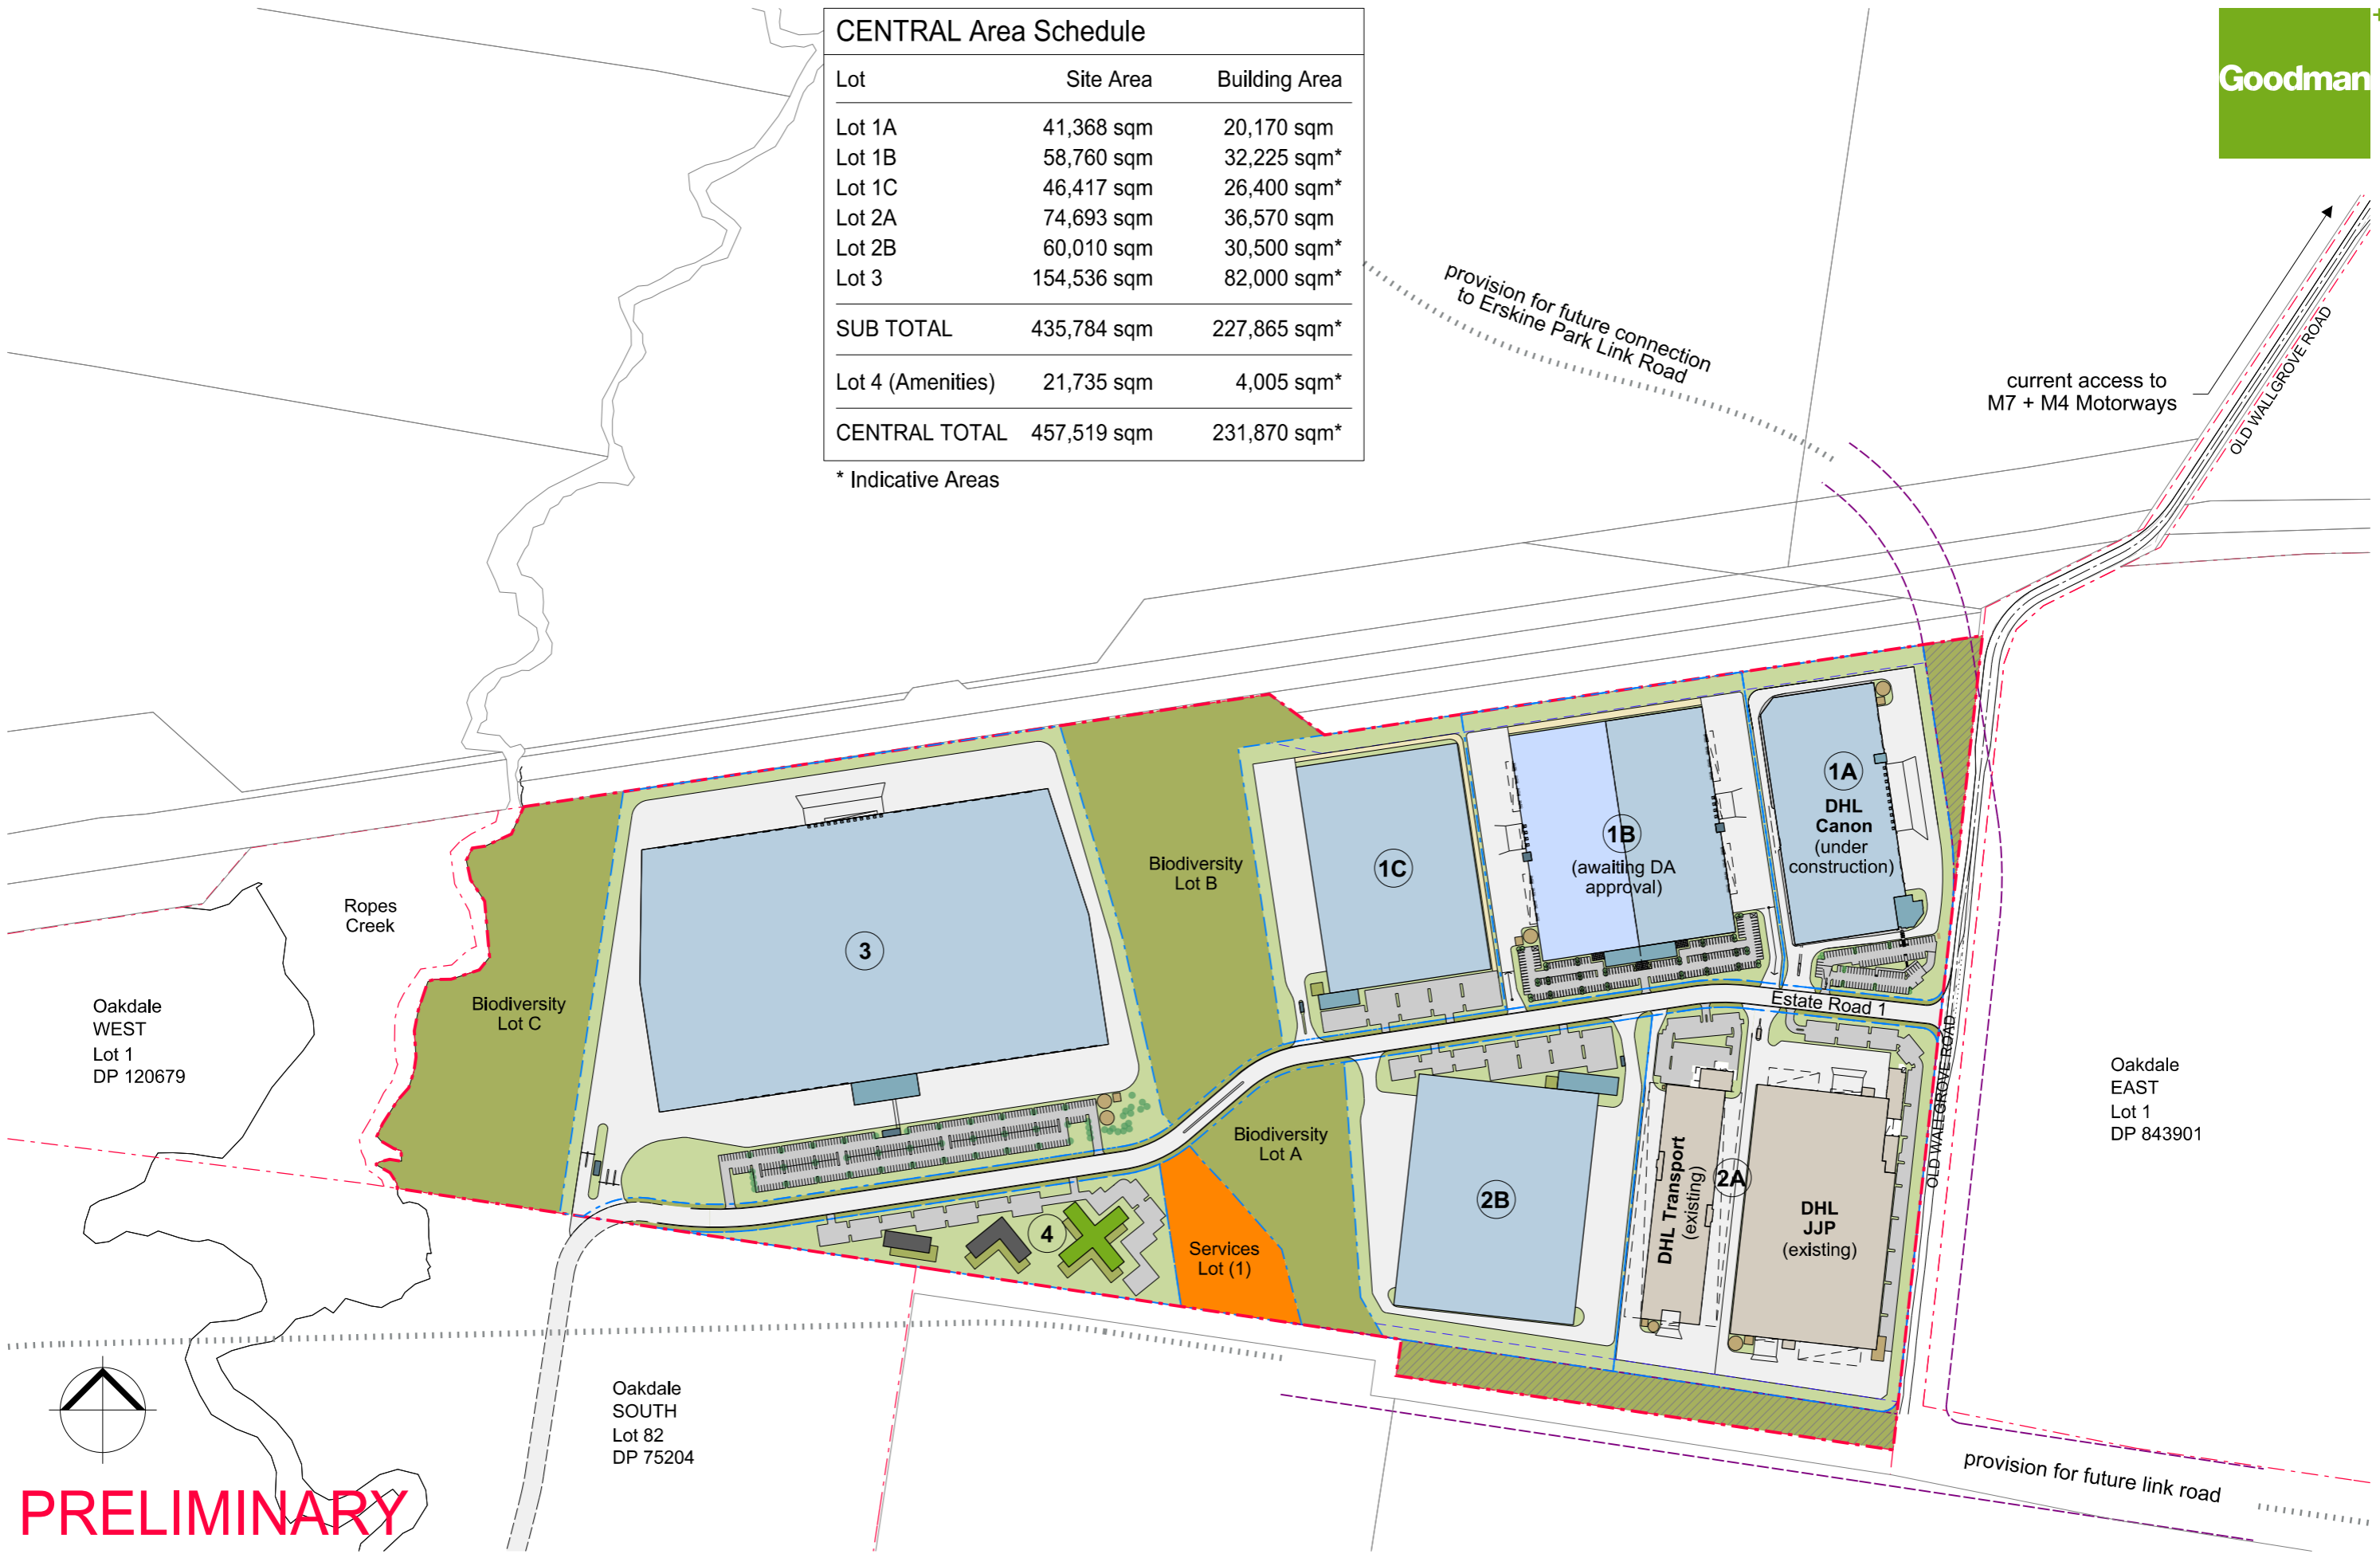 CENTRAL Area Schedule
Lot Site Area Building Area
Lot 1A 41,368 sqm 20,170 sqm
Lot 1B 58,760 sqm 32,225 sqm*
Lot 1C 46,417 sqm 26,400 sqm*
Lot 2A 74,693 sqm 36,570 sqm
Lot 2B 60,010 sqm 30,500 sqm*
Lot 3 154,536 sqm 82,000 sqm*
SUB TOTAL 435,784 sqm 227,865 sqm*
Lot 4 (Amenities) 21,735 sqm 4,005 sqm*
CENTRAL TOTAL 457,519 sqm 231,870 sqm*
* Indicative Areas
Goodman
+
provision for future connection
to Erskine Park Link Road
current access to
M7 + M4 Motorways
OLD WALLGROVE ROAD
1A
DHL
Canon
(under
construction)
1B
(awaiting DA
approval)
1C
Biodiversity
Lot B
3
Ropes
Creek
Biodiversity
Lot C
Oakdale
WEST
Lot 1
DP 120679
Estate Road 1
OLD WALLGROVE ROAD
Oakdale
EAST
Lot 1
DP 843901
Biodiversity
Lot A
2B
DHL Transport
(existing)
2A
DHL
JJP
(existing)
4
Services
Lot (1)
Oakdale
SOUTH
Lot 82
DP 75204
provision for future link road
PRELIMINARY